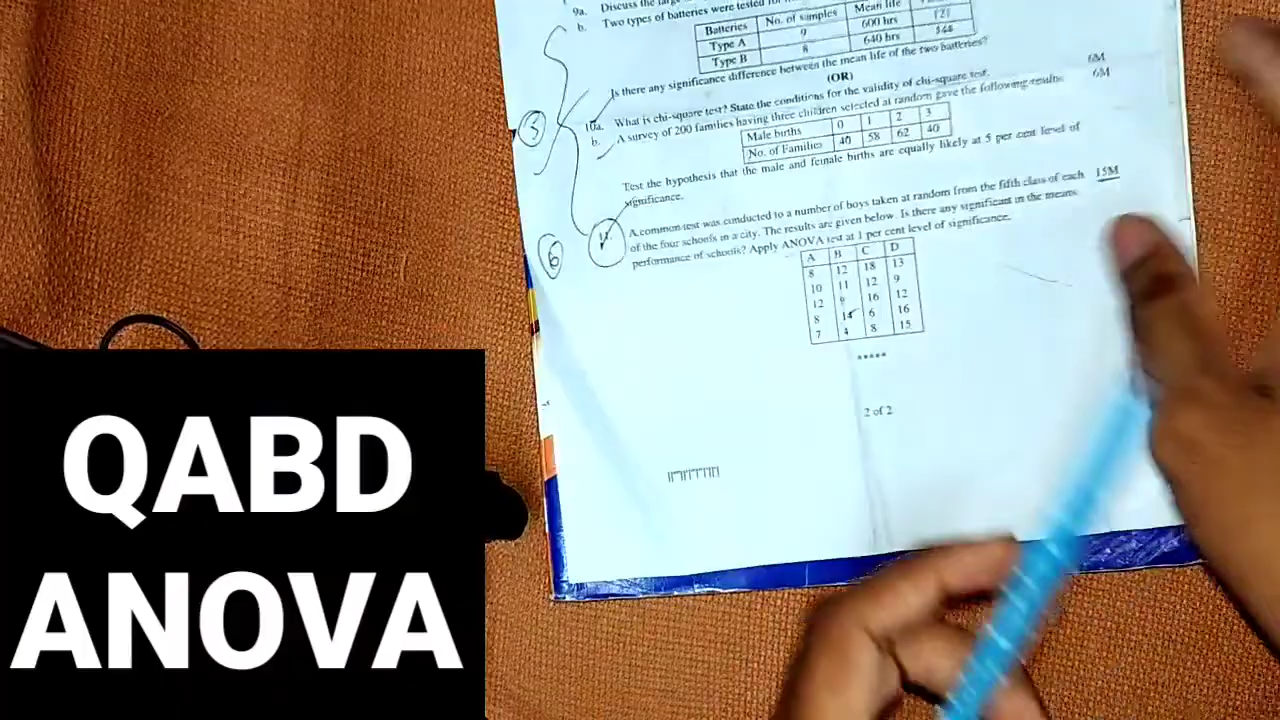 9a. Discuss the large
b. Two types of batteries were tested for
Batteries No. of samples Mean life
Type A 9 600 hrs 121
Type B 8 640 hrs 144
Is there any significance difference between the mean life of the two batteries?
(OR)
10a. What is chi-square test? State the conditions for the validity of chi-square test. 6M
b. A survey of 200 families having three children selected at random gave the following results: 6M
Male births 0 1 2 3
No. of Families 40 58 62 40
Test the hypothesis that the male and female births are equally likely at 5 per cent level of
significance.
A common test was conducted to a number of boys taken at random from the fifth class of each 15M
of the four schools in a city. The results are given below. Is there any significant in the means
performance of schools? Apply ANOVA test at 1 per cent level of significance.
A B C D
8 12 18 13
10 11 12 9
12 9 16 12
8 14 6 16
7 4 8 15
*****
2 of 2
5
6
QABD
ANOVA